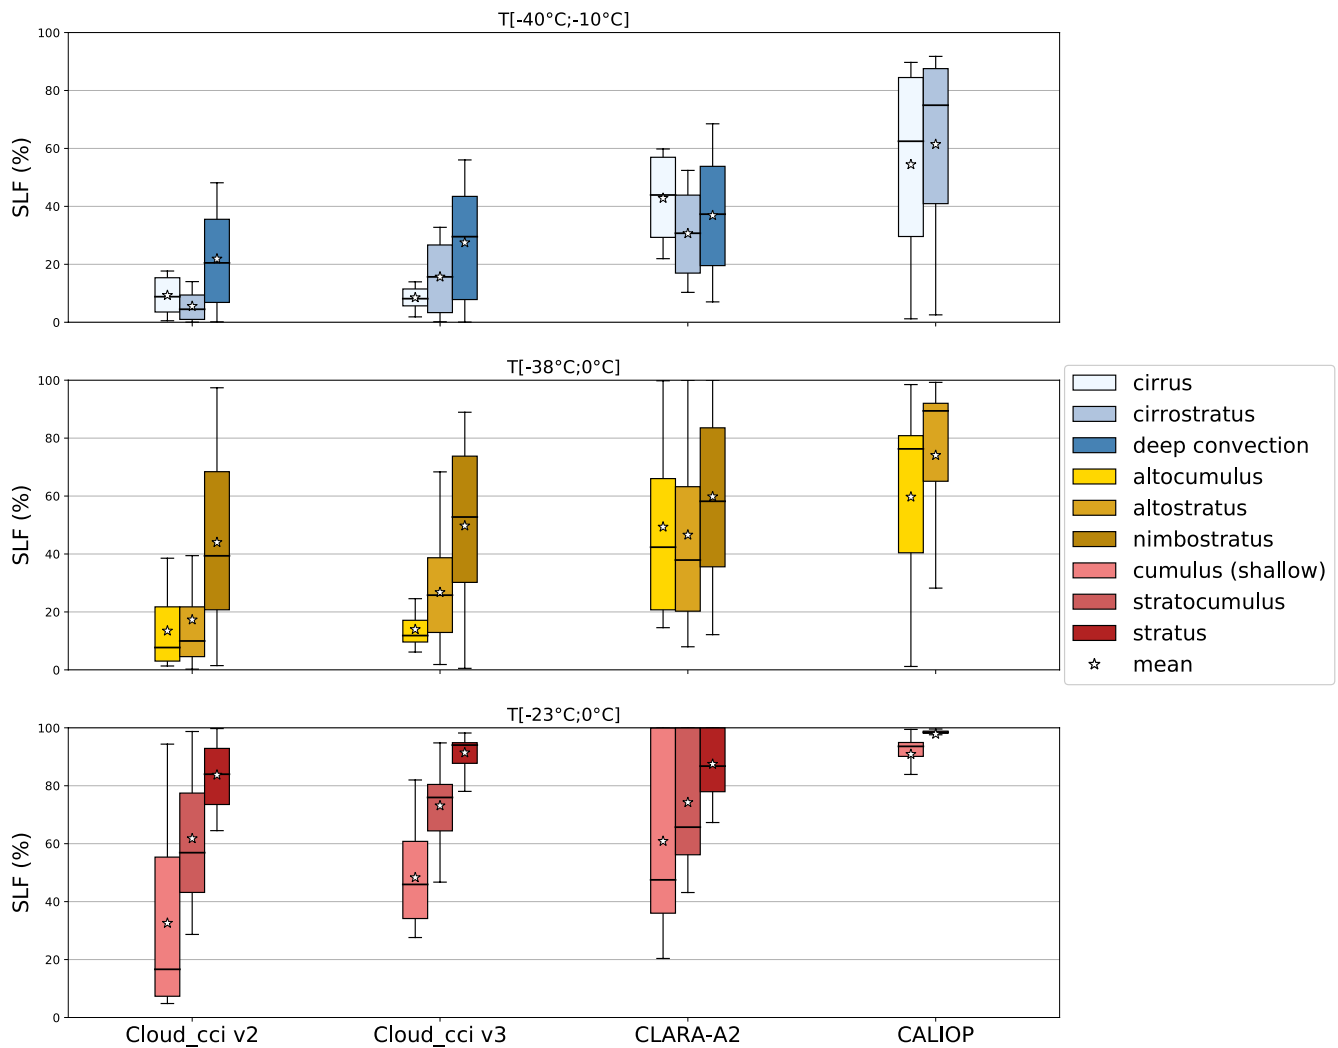 T[-40°C;-10°C]
SLF (%)
100
80
60
40
20
0
T[-38°C;0°C]
100
80
60
40
20
0
cirrus
cirrostratus
deep convection
altocumulus
altostratus
nimbostratus
cumulus (shallow)
stratocumulus
stratus
mean
T[-23°C;0°C]
SLF (%)
100
80
60
40
20
0
SLF (%)
Cloud_cci v2
Cloud_cci v3
CLARA-A2
CALIOP